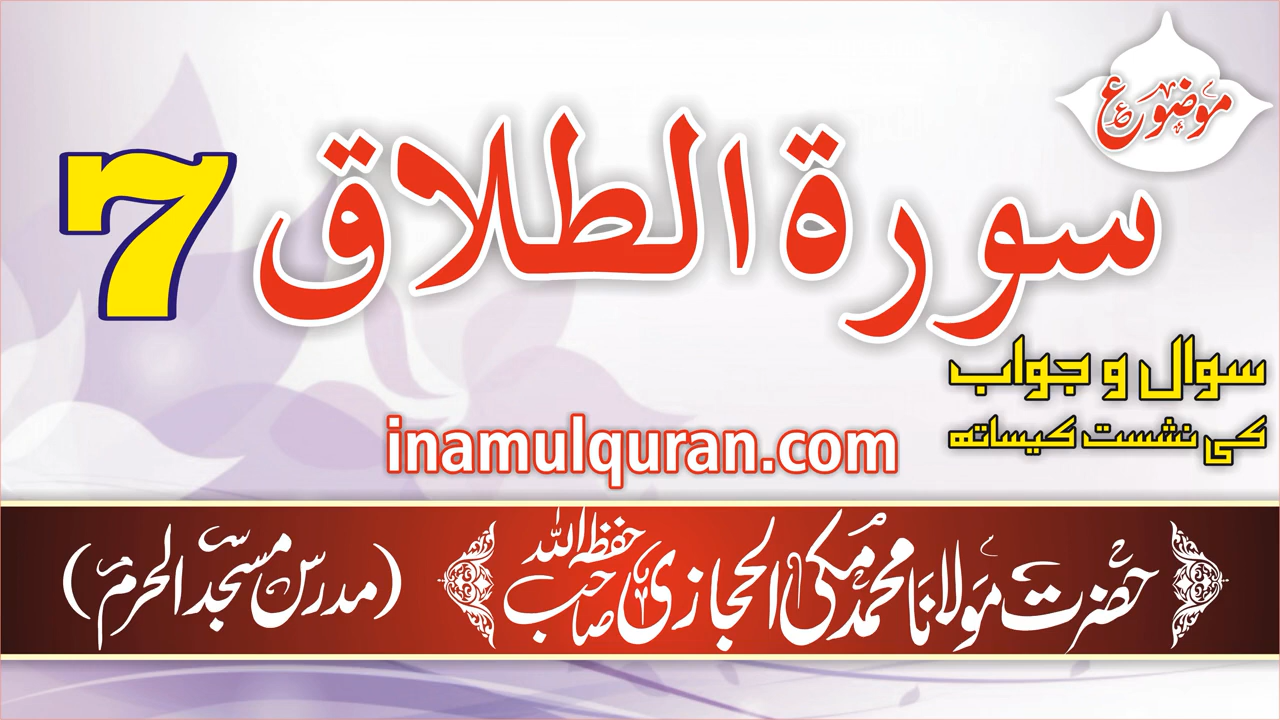 موضوع
سورۃ الطلاق 7
سوال و جواب
کی نشست کیساتھ
inamulquran.com
حضرت مولانا محمد مکی الحجازی صاحب حفظہ اللہ (مدرس مسجد الحرم)